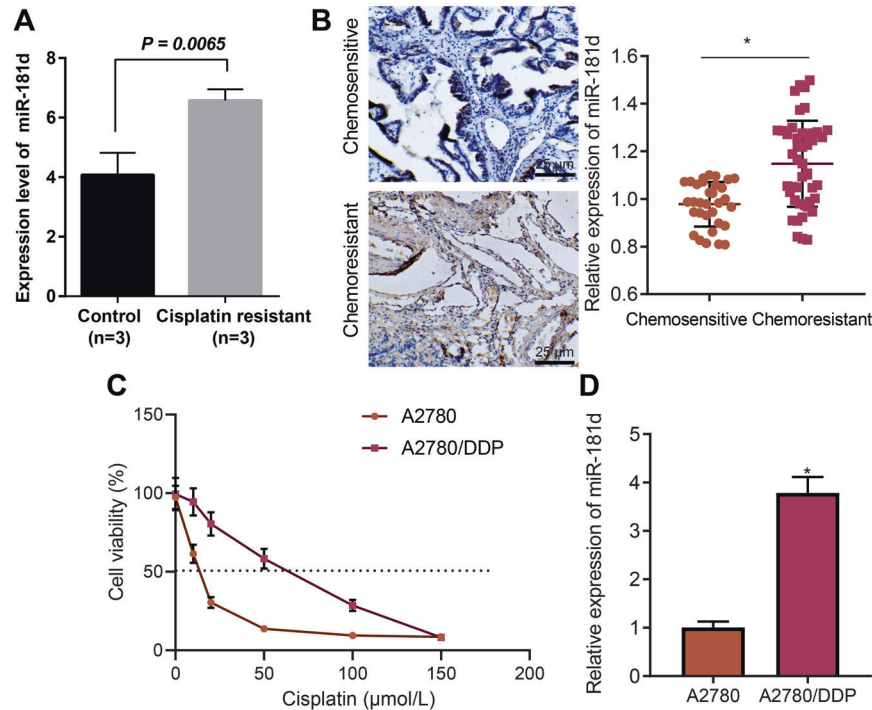 A
Expression level of miR-181d
8
6
4
2
0
P = 0.0065
Control
(n=3)
Cisplatin resistant
(n=3)
B
Chemosensitive
25 μm
Chemoresistant
25 μm
Relative expression of miR-181d
1.6
1.4
1.2
1.0
0.8
0.6
*
Chemosensitive
Chemoresistant
C
A2780
A2780/DDP
Cell viability (%)
150
100
50
0
0
50
100
150
200
Cisplatin (μmol/L)
D
Relative expression of miR-181d
5
4
3
2
1
0
*
A2780
A2780/DDP